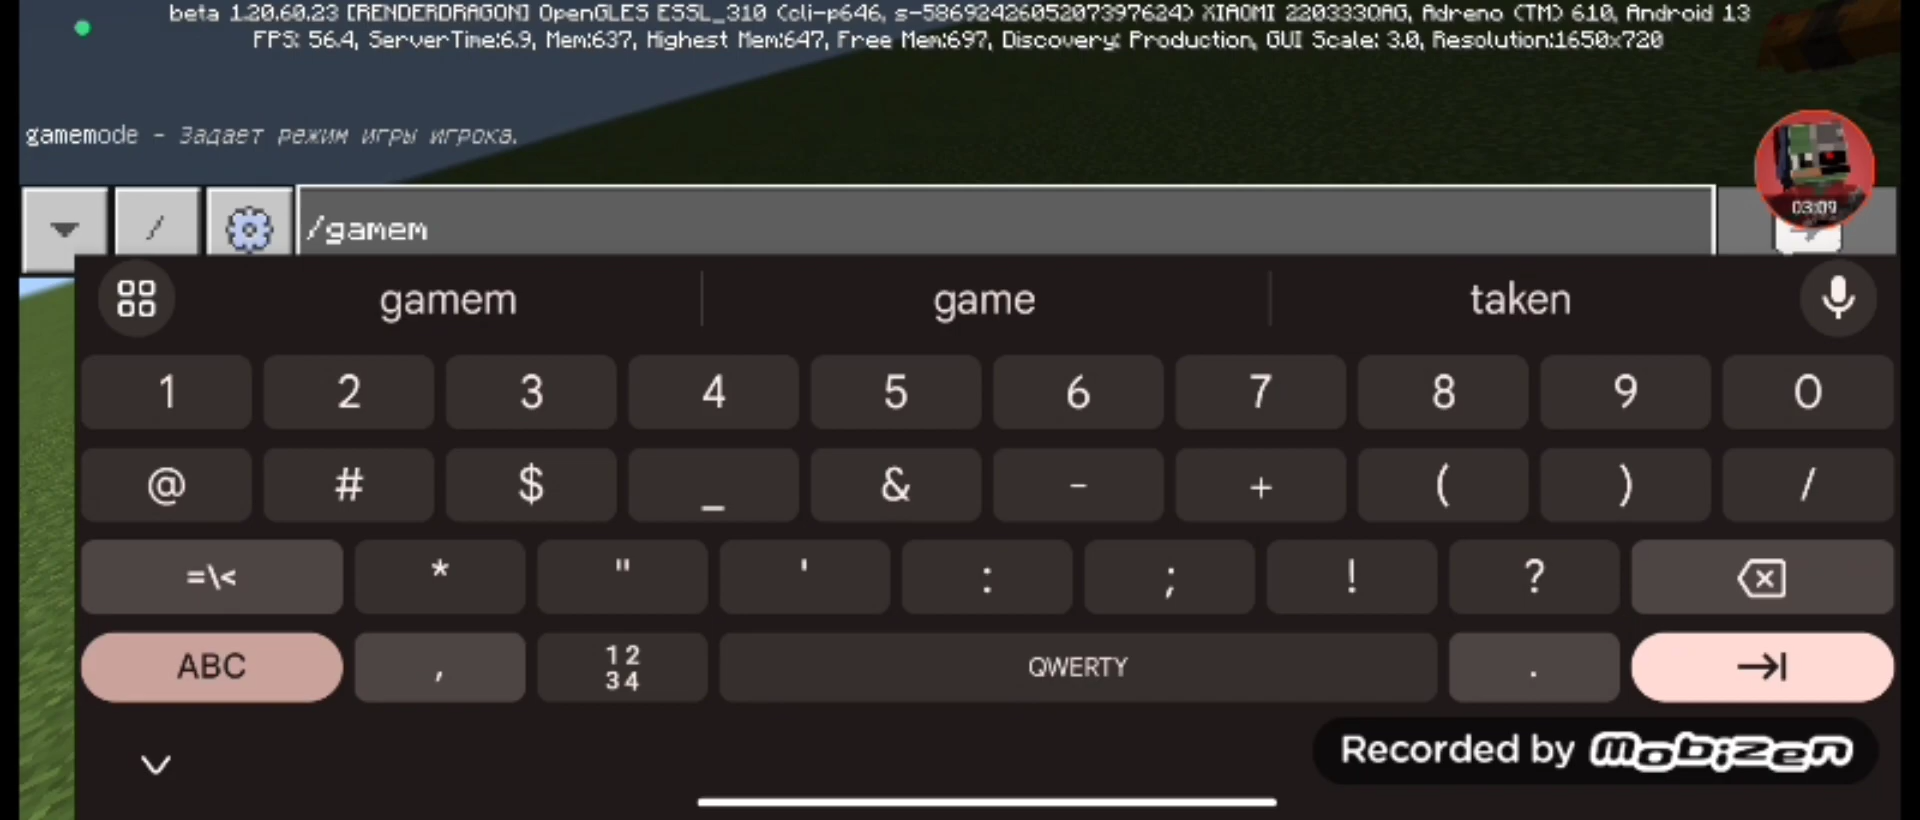 beta 1.20.60.23 [RENDERDRAGON] OpenGLES ESSL_310 (cli-p646, s-5869242605207397624) XIAOMI 2203330AG, Adreno (TM) 610, Android 13
FPS: 56.4, ServerTime:6.9, Mem:637, Highest Mem:647, Free Mem:697, Discovery: Production, GUI Scale: 3.0, Resolution:1650x720
gamemode - Задает режим игры игрока.
/ /gamem
03:09
gamem game taken
1 2 3 4 5 6 7 8 9 0
@ # $ _ & - + ( ) /
=\< * " ' : ; ! ?
ABC , 12 QWERTY .
34
Recorded by mobizen